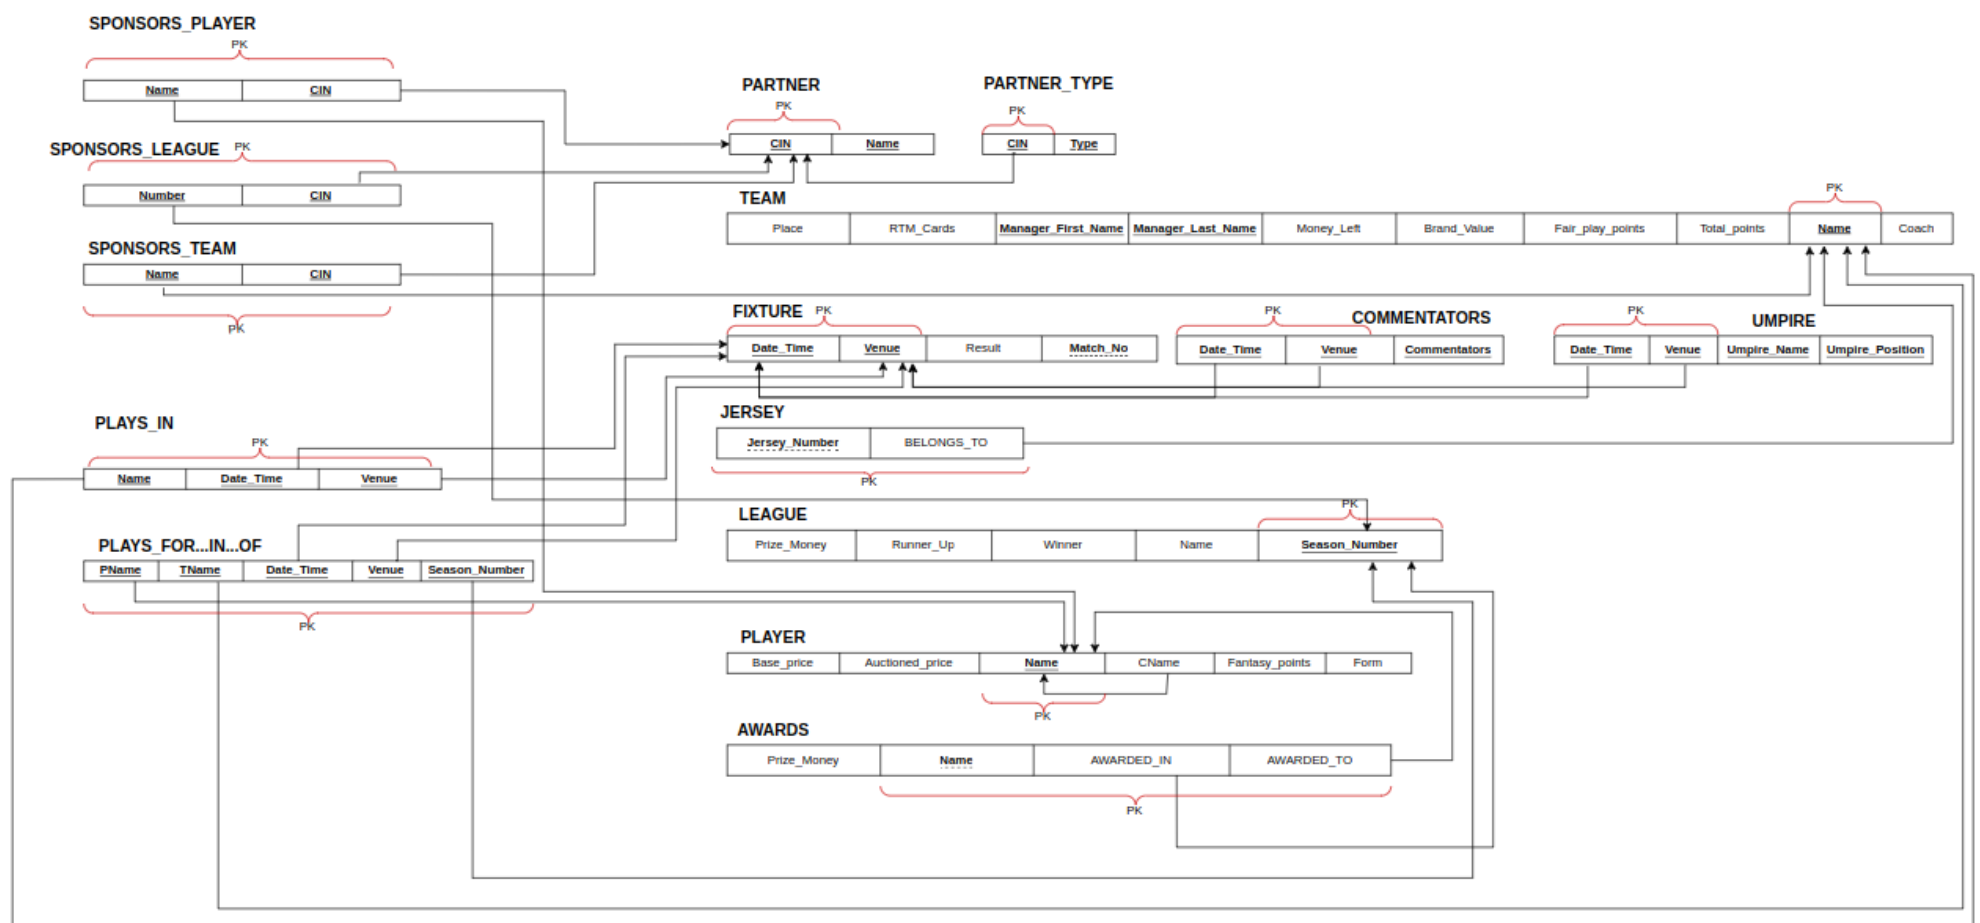 SPONSORS_PLAYER
PK
Name CIN
SPONSORS_LEAGUE PK
Number CIN
SPONSORS_TEAM
Name CIN
PK
PARTNER
PK
CIN Name
PARTNER_TYPE
PK
CIN Type
TEAM
PK
Place RTM_Cards Manager_First_Name Manager_Last_Name Money_Left Brand_Value Fair_play_points Total_points Name Coach
FIXTURE PK
Date_Time Venue Result Match_No
PK COMMENTATORS
Date_Time Venue Commentators
PK UMPIRE
Date_Time Venue Umpire_Name Umpire_Position
JERSEY
Jersey_Number BELONGS_TO
PK
PLAYS_IN
PK
Name Date_Time Venue
LEAGUE
PK
Prize_Money Runner_Up Winner Name Season_Number
PLAYS_FOR...IN...OF
PName TName Date_Time Venue Season_Number
PK
PLAYER
Base_price Auctioned_price Name CName Fantasy_points Form
PK
AWARDS
Prize_Money Name AWARDED_IN AWARDED_TO
PK